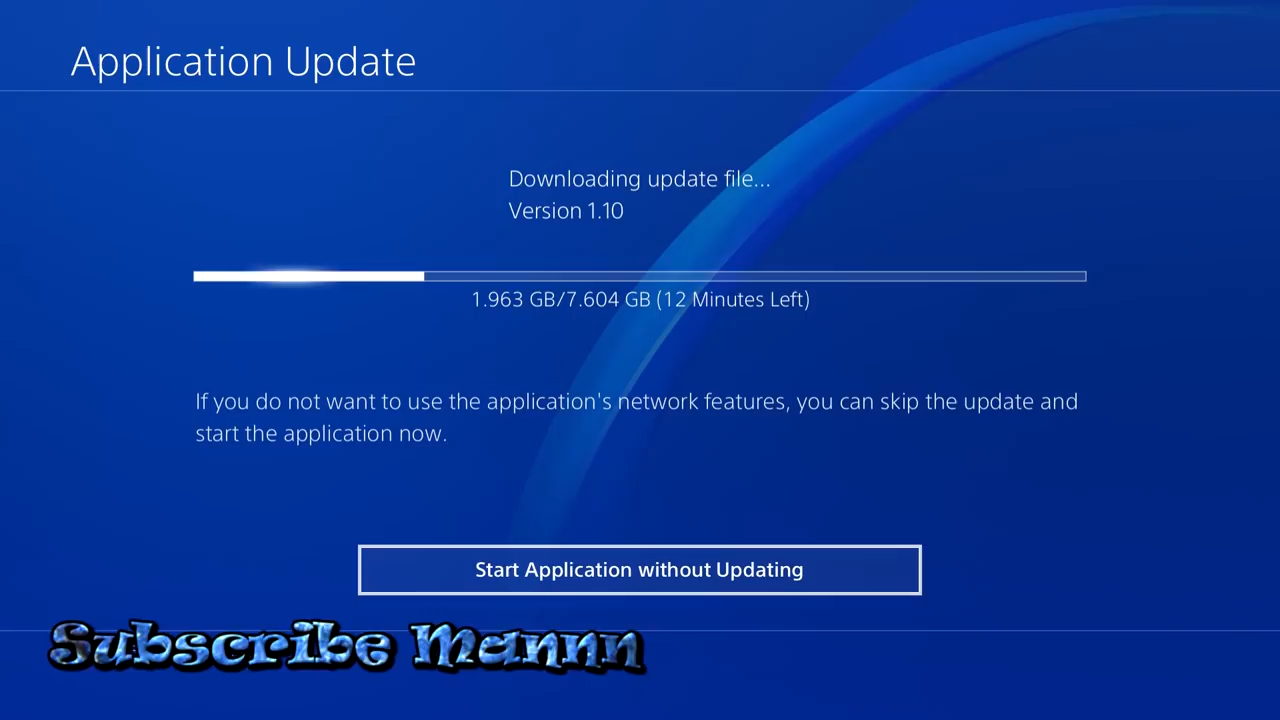 Application Update
Downloading update file...
Version 1.10
1.963 GB/7.604 GB (12 Minutes Left)
If you do not want to use the application's network features, you can skip the update and
start the application now.
Start Application without Updating
Subscribe Mannn